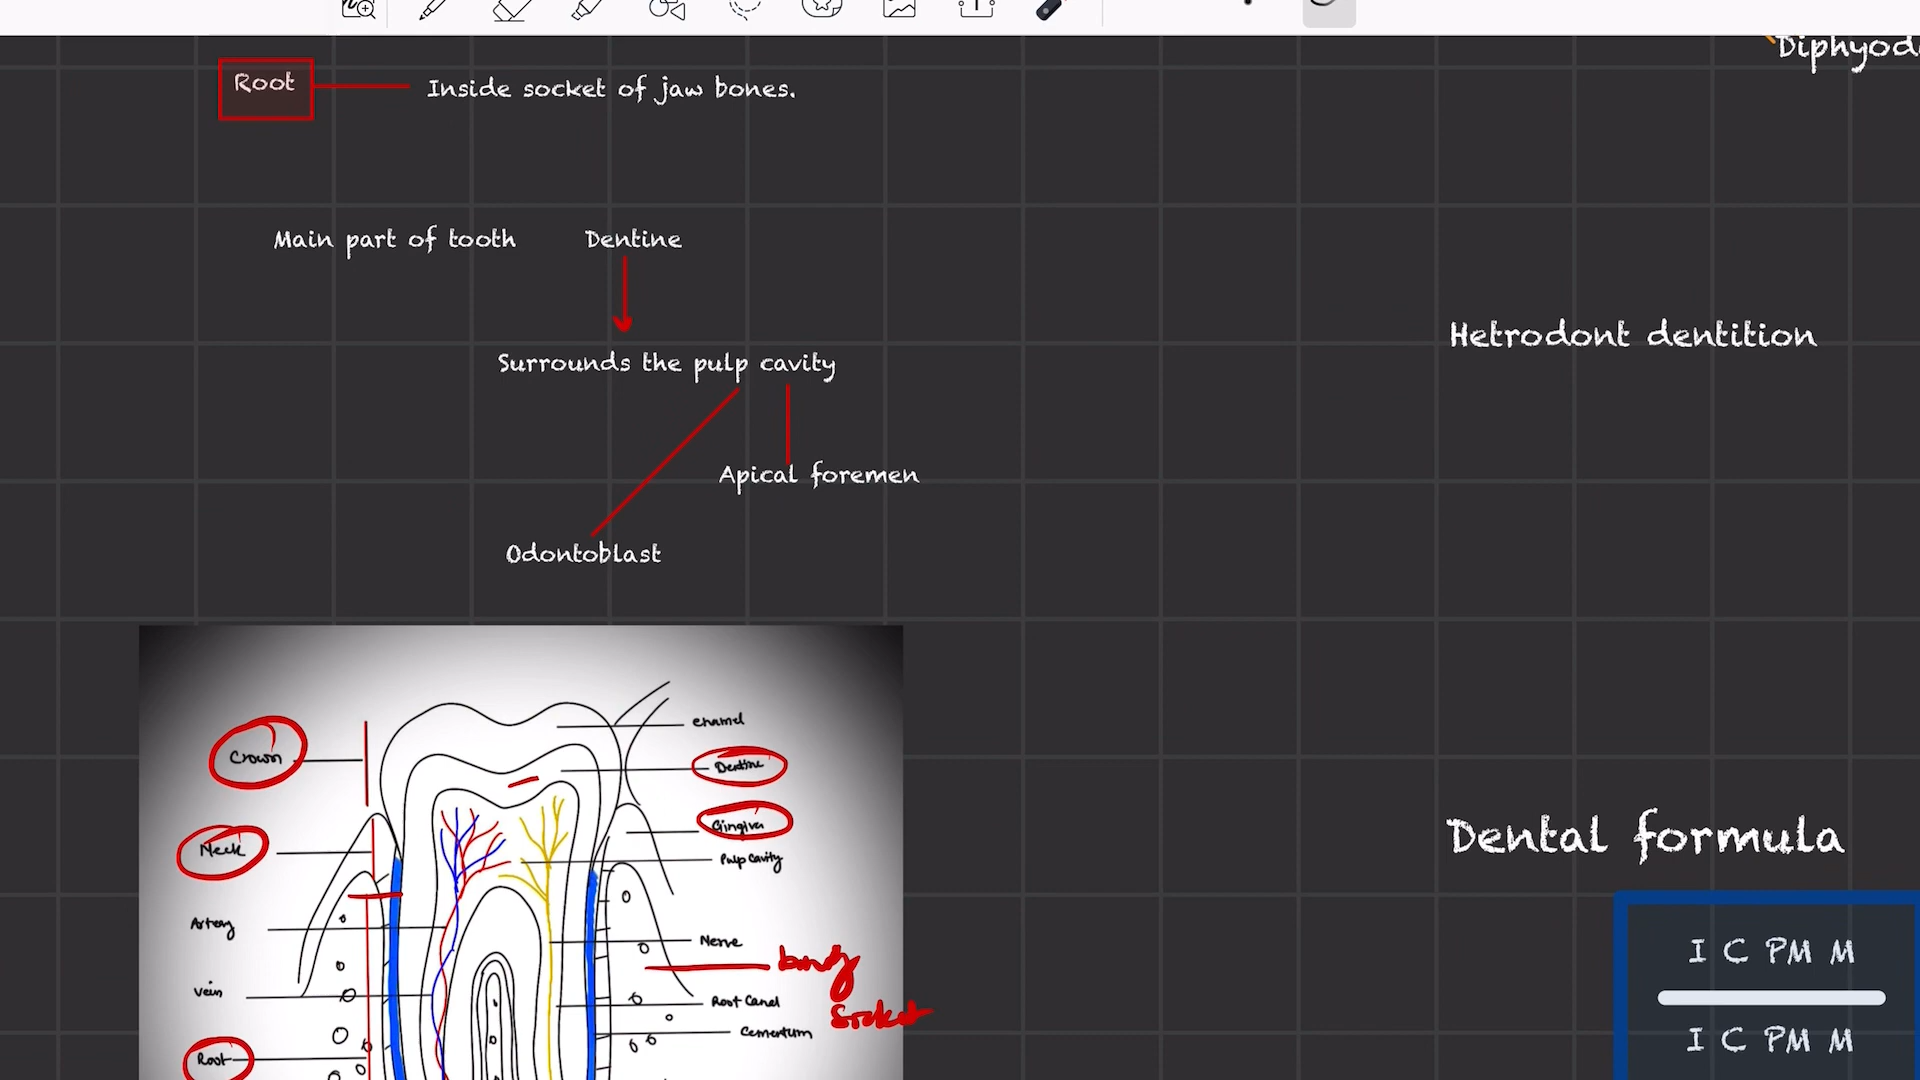 Diphyod
Root
Inside socket of jaw bones.
Main part of tooth Dentine
Surrounds the pulp cavity
Apical foremen
Odontoblast
Hetrodont dentition
Dental formula
I C PM M
I C PM M
enamel
Crown
Dentine
Gingiva
Neck
Pulp cavity
Artery
Nerve
bony
socket
Vein
Root Canal
Cementum
Root